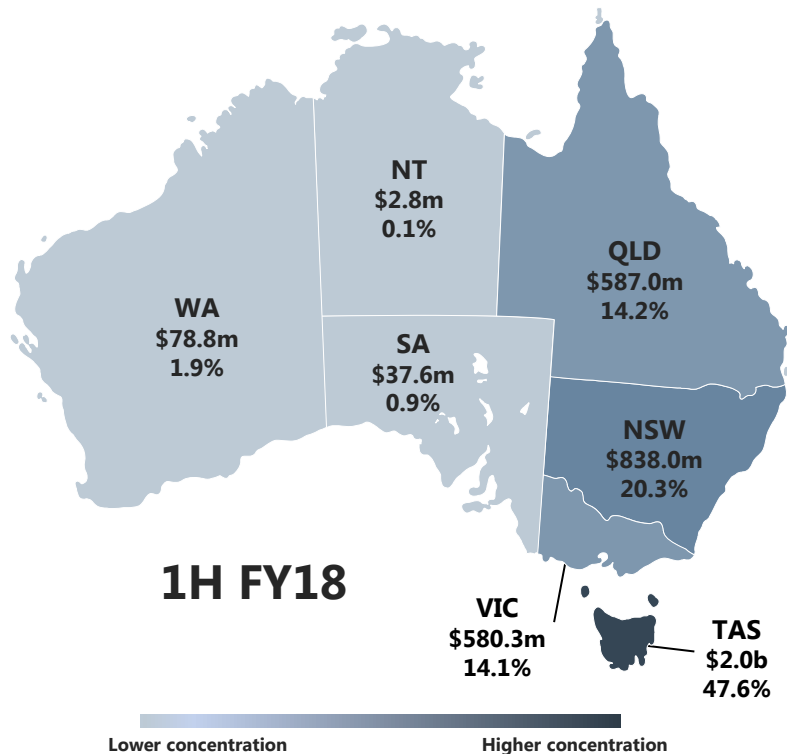 NT
$2.8m
0.1%
QLD
$587.0m
14.2%
WA
$78.8m
1.9%
SA
$37.6m
0.9%
NSW
$838.0m
20.3%
1H FY18
VIC
$580.3m
14.1%
TAS
$2.0b
47.6%
Lower concentration
Higher concentration